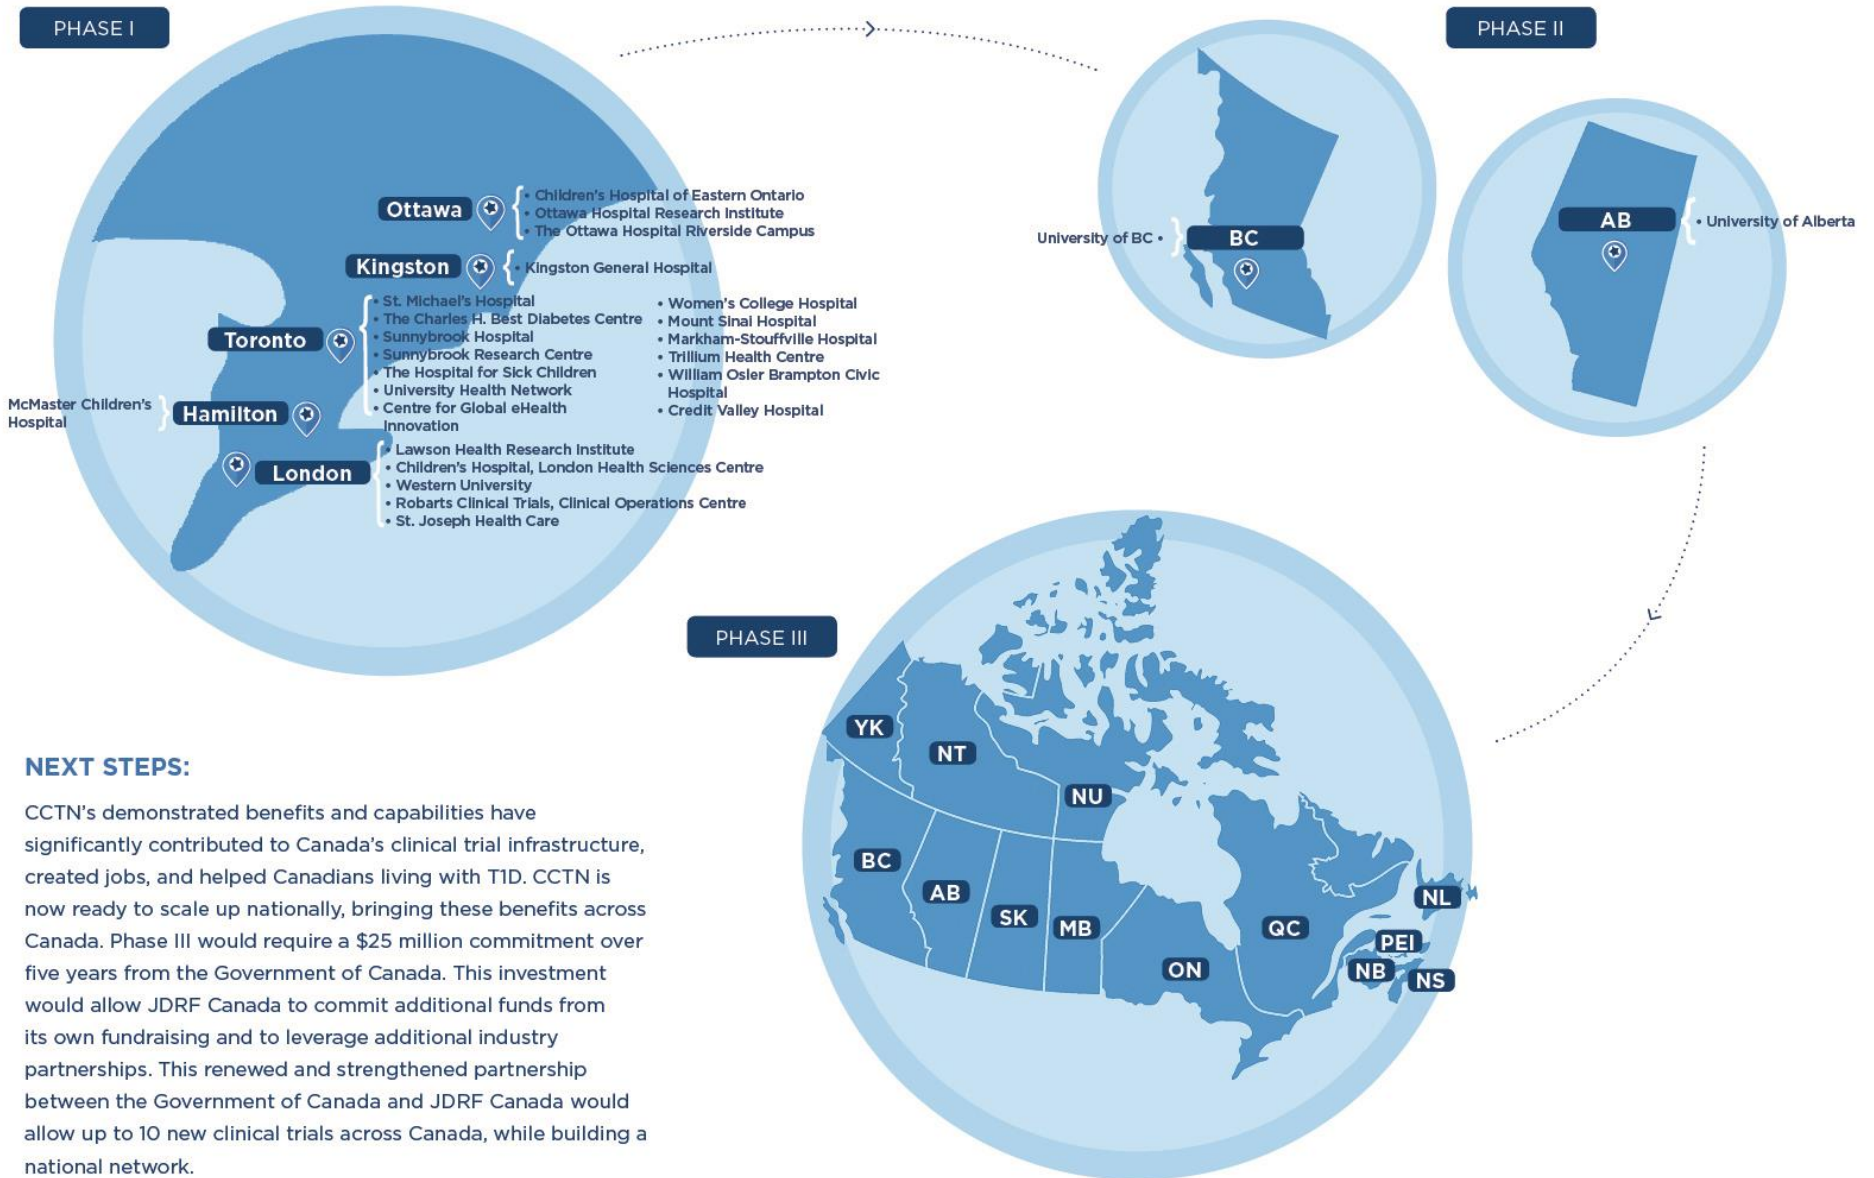 PHASE I
Ottawa
• Children's Hospital of Eastern Ontario
• Ottawa Hospital Research Institute
• The Ottawa Hospital Riverside Campus
Kingston
• Kingston General Hospital
Toronto
• St. Michael's Hospital
• The Charles H. Best Diabetes Centre
• Sunnybrook Hospital
• Sunnybrook Research Centre
• The Hospital for Sick Children
• University Health Network
• Centre for Global eHealth
Innovation
• Women's College Hospital
• Mount Sinai Hospital
• Markham-Stouffville Hospital
• Trillium Health Centre
• William Osler Brampton Civic
Hospital
• Credit Valley Hospital
McMaster Children's
Hospital
Hamilton
London
• Lawson Health Research Institute
• Children's Hospital, London Health Sciences Centre
• Western University
• Robarts Clinical Trials, Clinical Operations Centre
• St. Joseph Health Care
PHASE II
University of BC •
BC
AB
• University of Alberta
PHASE III
YK
NT
NU
BC
AB
SK
MB
ON
QC
NL
PEI
NB
NS
NEXT STEPS:
CCTN's demonstrated benefits and capabilities have
significantly contributed to Canada's clinical trial infrastructure,
created jobs, and helped Canadians living with T1D. CCTN is
now ready to scale up nationally, bringing these benefits across
Canada. Phase III would require a $25 million commitment over
five years from the Government of Canada. This investment
would allow JDRF Canada to commit additional funds from
its own fundraising and to leverage additional industry
partnerships. This renewed and strengthened partnership
between the Government of Canada and JDRF Canada would
allow up to 10 new clinical trials across Canada, while building a
national network.